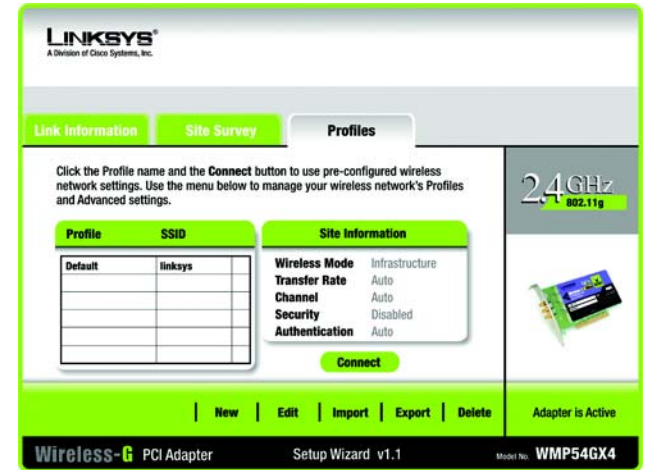 LINKSYS®
A Division of Cisco Systems, Inc.
Link Information
Site Survey
Profiles
Click the Profile name and the Connect button to use pre-configured wireless
network settings. Use the menu below to manage your wireless network's Profiles
and Advanced settings.
2.4GHz
802.11g
Profile SSID
Default linksys
Site Information
Wireless Mode Infrastructure
Transfer Rate Auto
Channel Auto
Security Disabled
Authentication Auto
Connect
New | Edit | Import | Export | Delete
Adapter is Active
Wireless-G PCI Adapter Setup Wizard v1.1 Model No. WMP54GX4